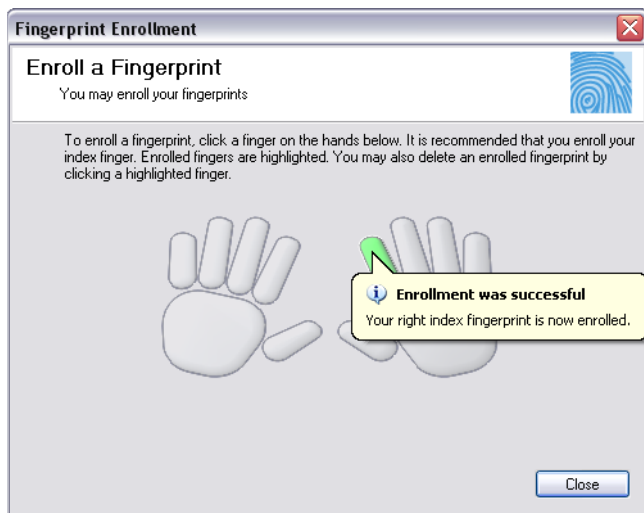 Fingerprint Enrollment
Enroll a Fingerprint
You may enroll your fingerprints
To enroll a fingerprint, click a finger on the hands below. It is recommended that you enroll your
index finger. Enrolled fingers are highlighted. You may also delete an enrolled fingerprint by
clicking a highlighted finger.
Enrollment was successful
Your right index fingerprint is now enrolled.
Close